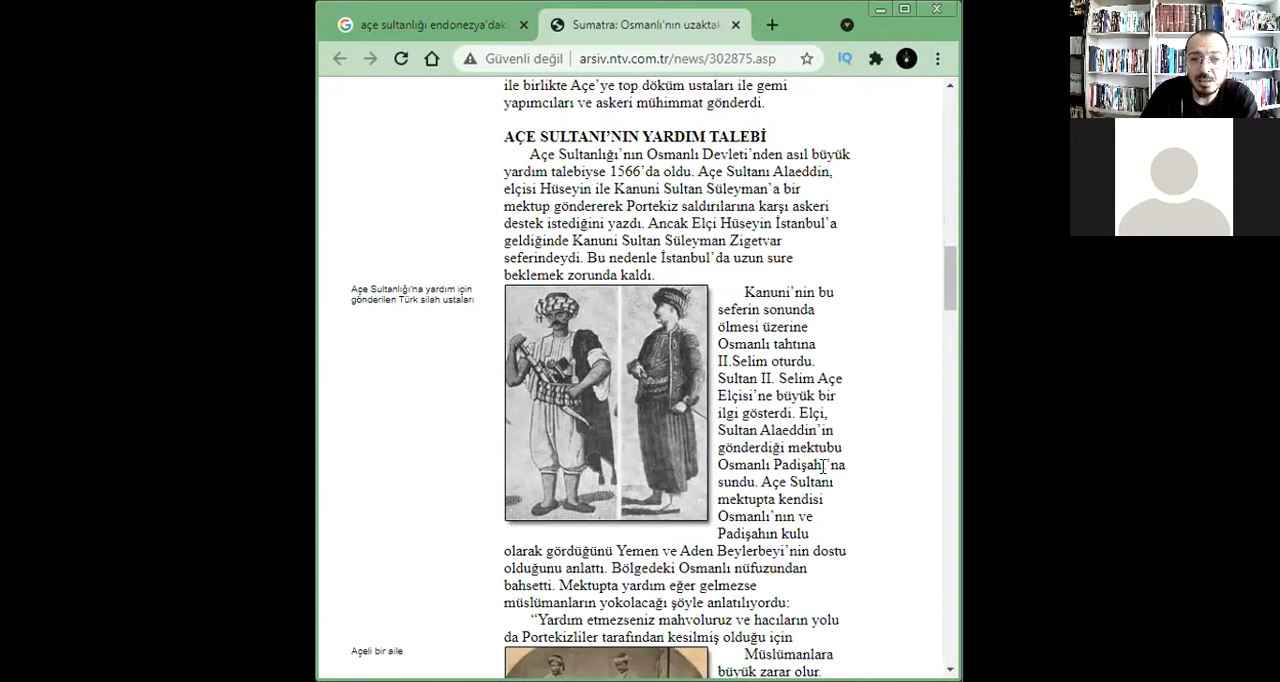 açe sultanlığı endonezya'dak
Sumatra: Osmanlı'nın uzaktak
Güvenli değil
arsiv.ntv.com.tr/news/302875.asp
IQ
ile birlikte Açe’ye top döküm ustaları ile gemi
yapımcıları ve askeri mühimmat gönderdi.
AÇE SULTANI’NIN YARDIM TALEBİ
Açe Sultanlığı’nın Osmanlı Devleti’nden asıl büyük
yardım talebiyse 1566’da oldu. Açe Sultanı Alaeddin,
elçisi Hüseyin ile Kanuni Sultan Süleyman’a bir
mektup göndererek Portekiz saldırılarına karşı askeri
destek istediğini yazdı. Ancak Elçi Hüseyin İstanbul’a
geldiğinde Kanuni Sultan Süleyman Zigetvar
seferindeydi. Bu nedenle İstanbul’da uzun sure
beklemek zorunda kaldı.
Açe Sultanlığı'na yardım için
gönderilen Türk silah ustaları
Kanuni’nin bu
seferin sonunda
ölmesi üzerine
Osmanlı tahtına
II.Selim oturdu.
Sultan II. Selim Açe
Elçisi’ne büyük bir
ilgi gösterdi. Elçi,
Sultan Alaeddin’in
gönderdiği mektubu
Osmanlı Padişahı’na
sundu. Açe Sultanı
mektupta kendisi
Osmanlı’nın ve
Padişahın kulu
olarak gördüğünü Yemen ve Aden Beylerbeyi’nin dostu
olduğunu anlattı. Bölgedeki Osmanlı nüfuzundan
bahsetti. Mektupta yardım eğer gelmezse
müslümanların yokolacağı şöyle anlatılıyordu:
“Yardım etmezseniz mahvoluruz ve hacıların yolu
da Portekizliler tarafından kesilmiş olduğu için
Açeli bir aile
Müslümanlara
büyük zarar olur.